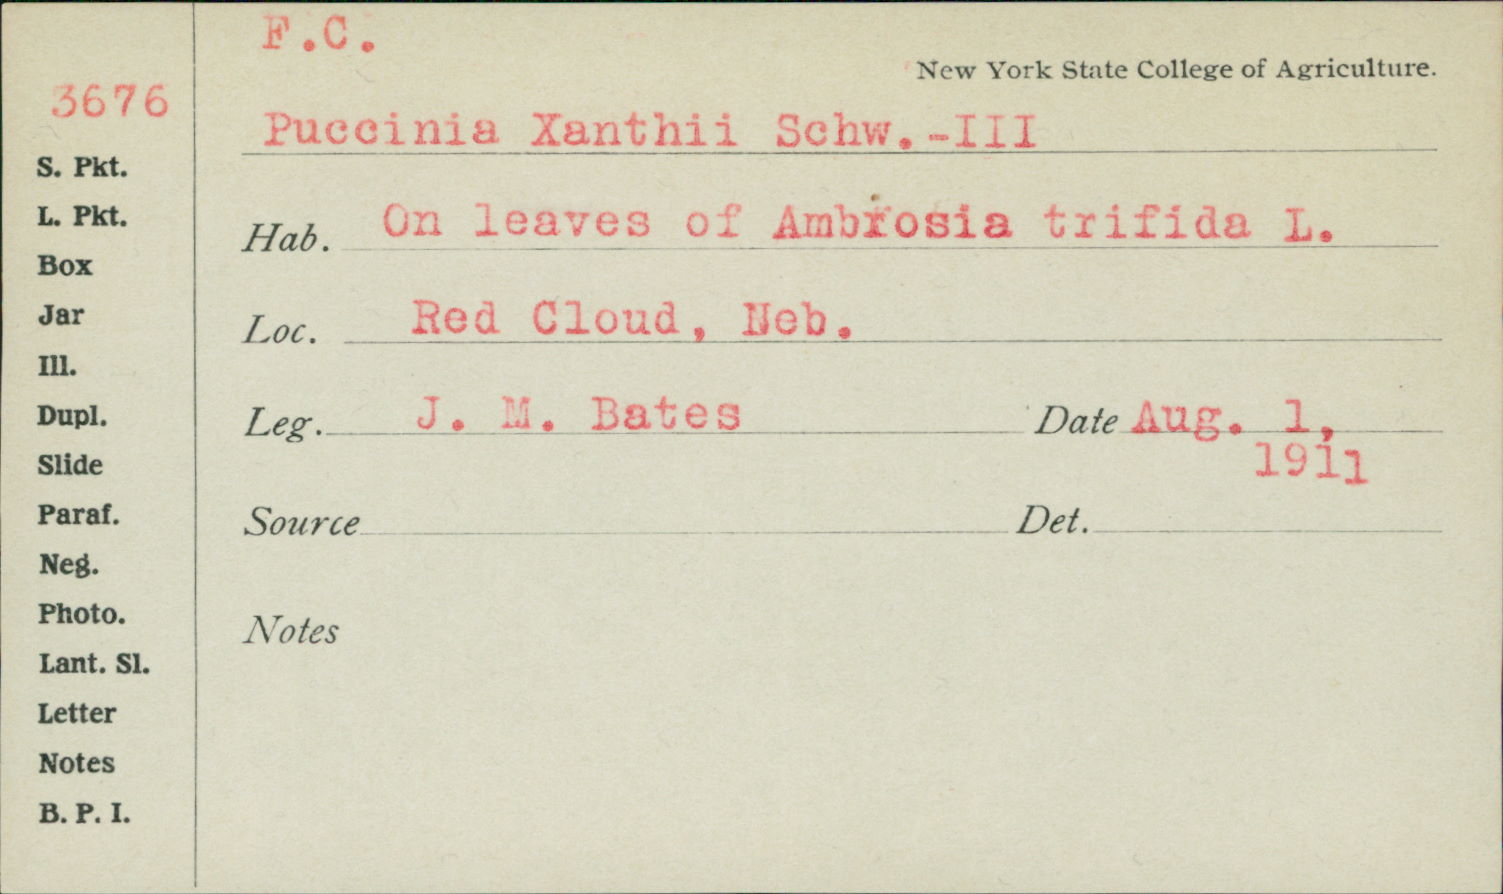 F.C.
New York State College of Agriculture.
3676
Puccinia Xanthii Schw.-III
S. Pkt.
L. Pkt.
Box
Jar
Ill.
Dupl.
Slide
Paraf.
Neg.
Photo.
Lant. Sl.
Letter
Notes
B. P. I.
Hab. On leaves of Ambrosia trifida L.
Loc. Red Cloud, Neb.
Leg. J. M. Bates Date Aug. 1,
1911
Source Det.
Notes